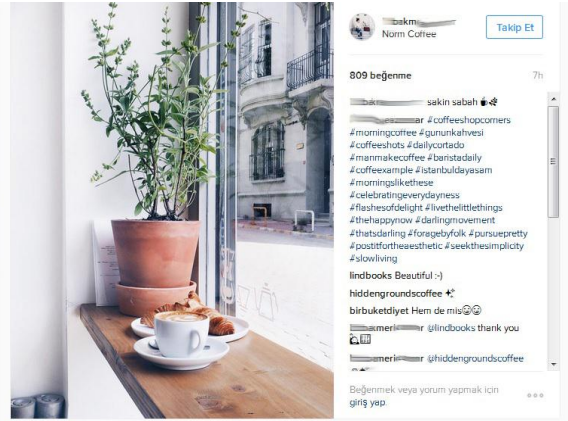 Norm Coffee
Takip Et
809 beğenme
7h
sakin sabah
#coffeeshopcorners
#morningcoffee #gununkahvesi
#coffeeshots #dailycortado
#manmakecoffee #baristadaily
#coffeexample #istanbuldayasam
#morningslikethese
#celebratingeverydayness
#flashesofdelight #livethelittlethings
#thehappynow #darlingmovement
#thatsdarling #foragebyfolk #pursuepretty
#postitfortheaesthetic #seekthesimplicity
#slowliving
lindbooks Beautiful :-)
hiddengroundscoffee
birbuketdiyet Hem de mis
@lindbooks thank you
@hiddengroundscoffee
Beğenmek veya yorum yapmak için
giriş yap.